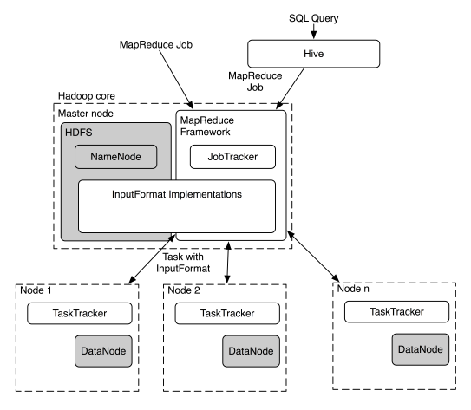 SQL Query
MapReduce Job
Hive
MapReduce
Job
Hadoop core
Master node
HDFS
MapReduce
Framework
NameNode
JobTracker
InputFormat Implementations
Task with
InputFormat
Node 1
Node 2
Node n
TaskTracker
TaskTracker
TaskTracker
DataNode
DataNode
DataNode